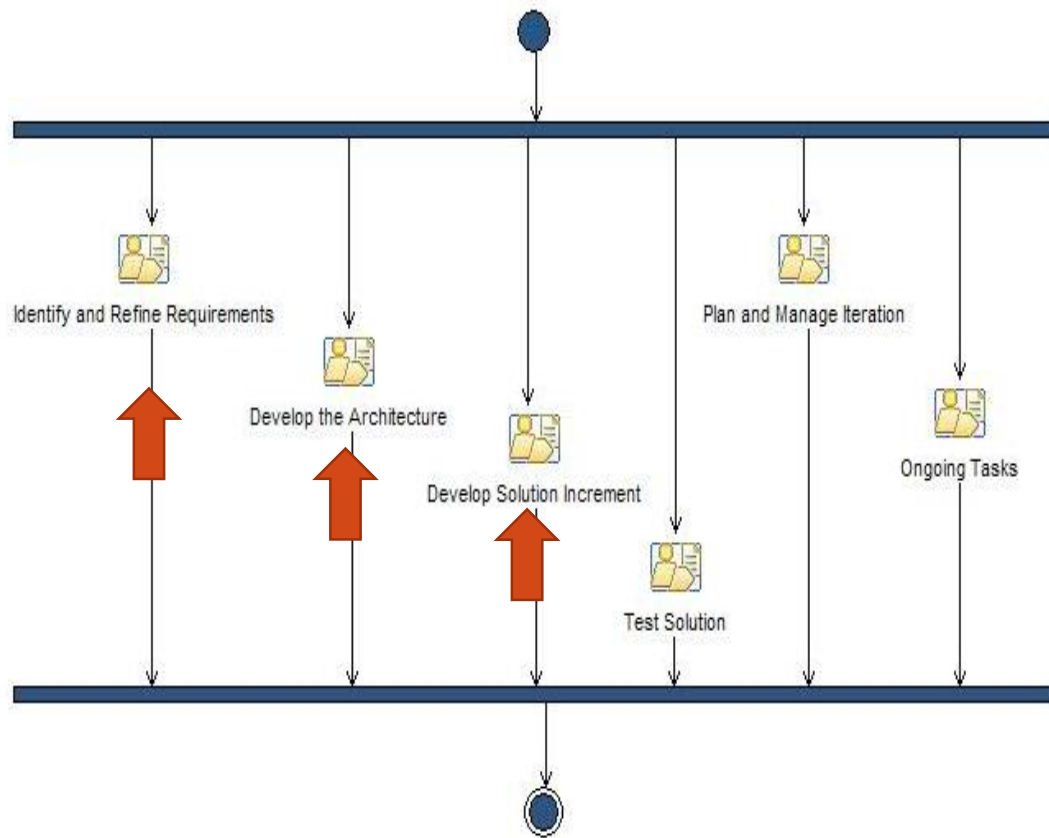 Identify and Refine Requirements
Plan and Manage Iteration
Develop the Architecture
Ongoing Tasks
Develop Solution Increment
Test Solution